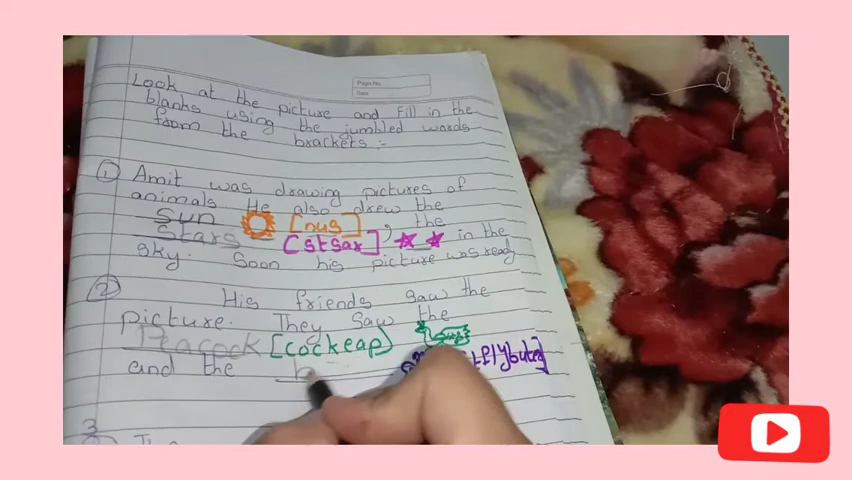 Page No.
Date
Look at the picture and Fill in the
blanks using the jumbled words
from the brackets :-
① Amit was drawing pictures of
animals He also drew the
Sun [nus] , the
Stars [stsar] in the
sky. Soon his picture was ready
② His friends saw the
picture. They Saw the
Peacock [cockeap]
and the b
3